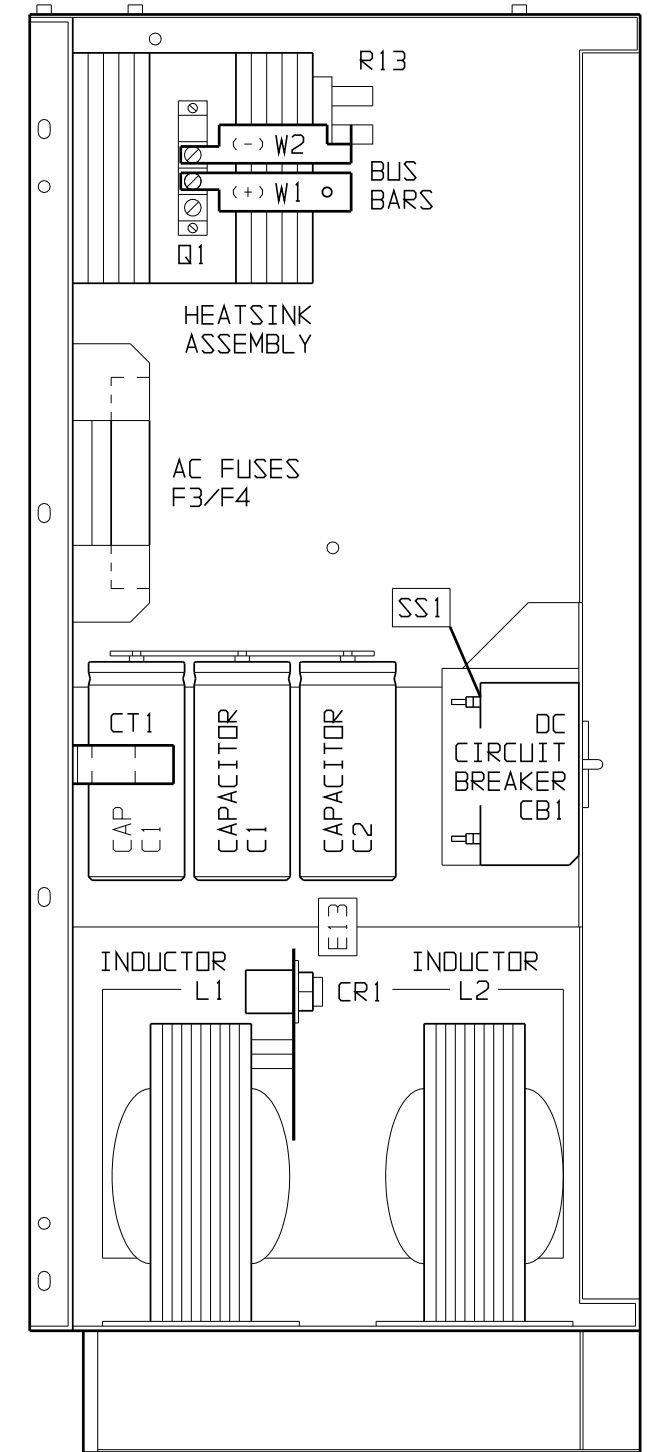 R13
(-) W2
BUS
BARS
(+) W1
Q1
HEATSINK
ASSEMBLY
AC FUSES
F3/F4
SS1
CT1
CAP
C1
CAPACITOR
C1
CAPACITOR
C2
DC
CIRCUIT
BREAKER
CB1
E13
INDUCTOR
L1
CR1
INDUCTOR
L2